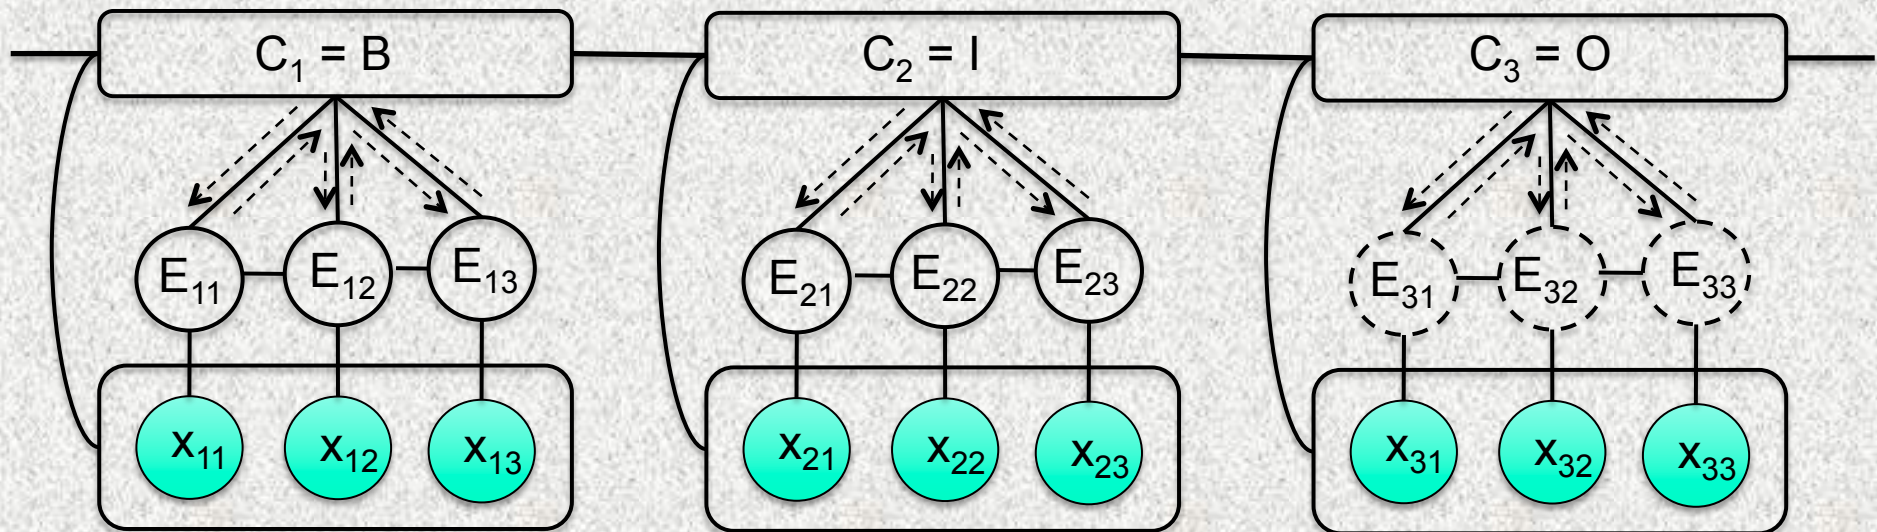 C₁ = B C₂ = I C₃ = O
E₁₁ E₁₂ E₁₃ E₂₁ E₂₂ E₂₃ E₃₁ E₃₂ E₃₃
x₁₁ x₁₂ x₁₃ x₂₁ x₂₂ x₂₃ x₃₁ x₃₂ x₃₃